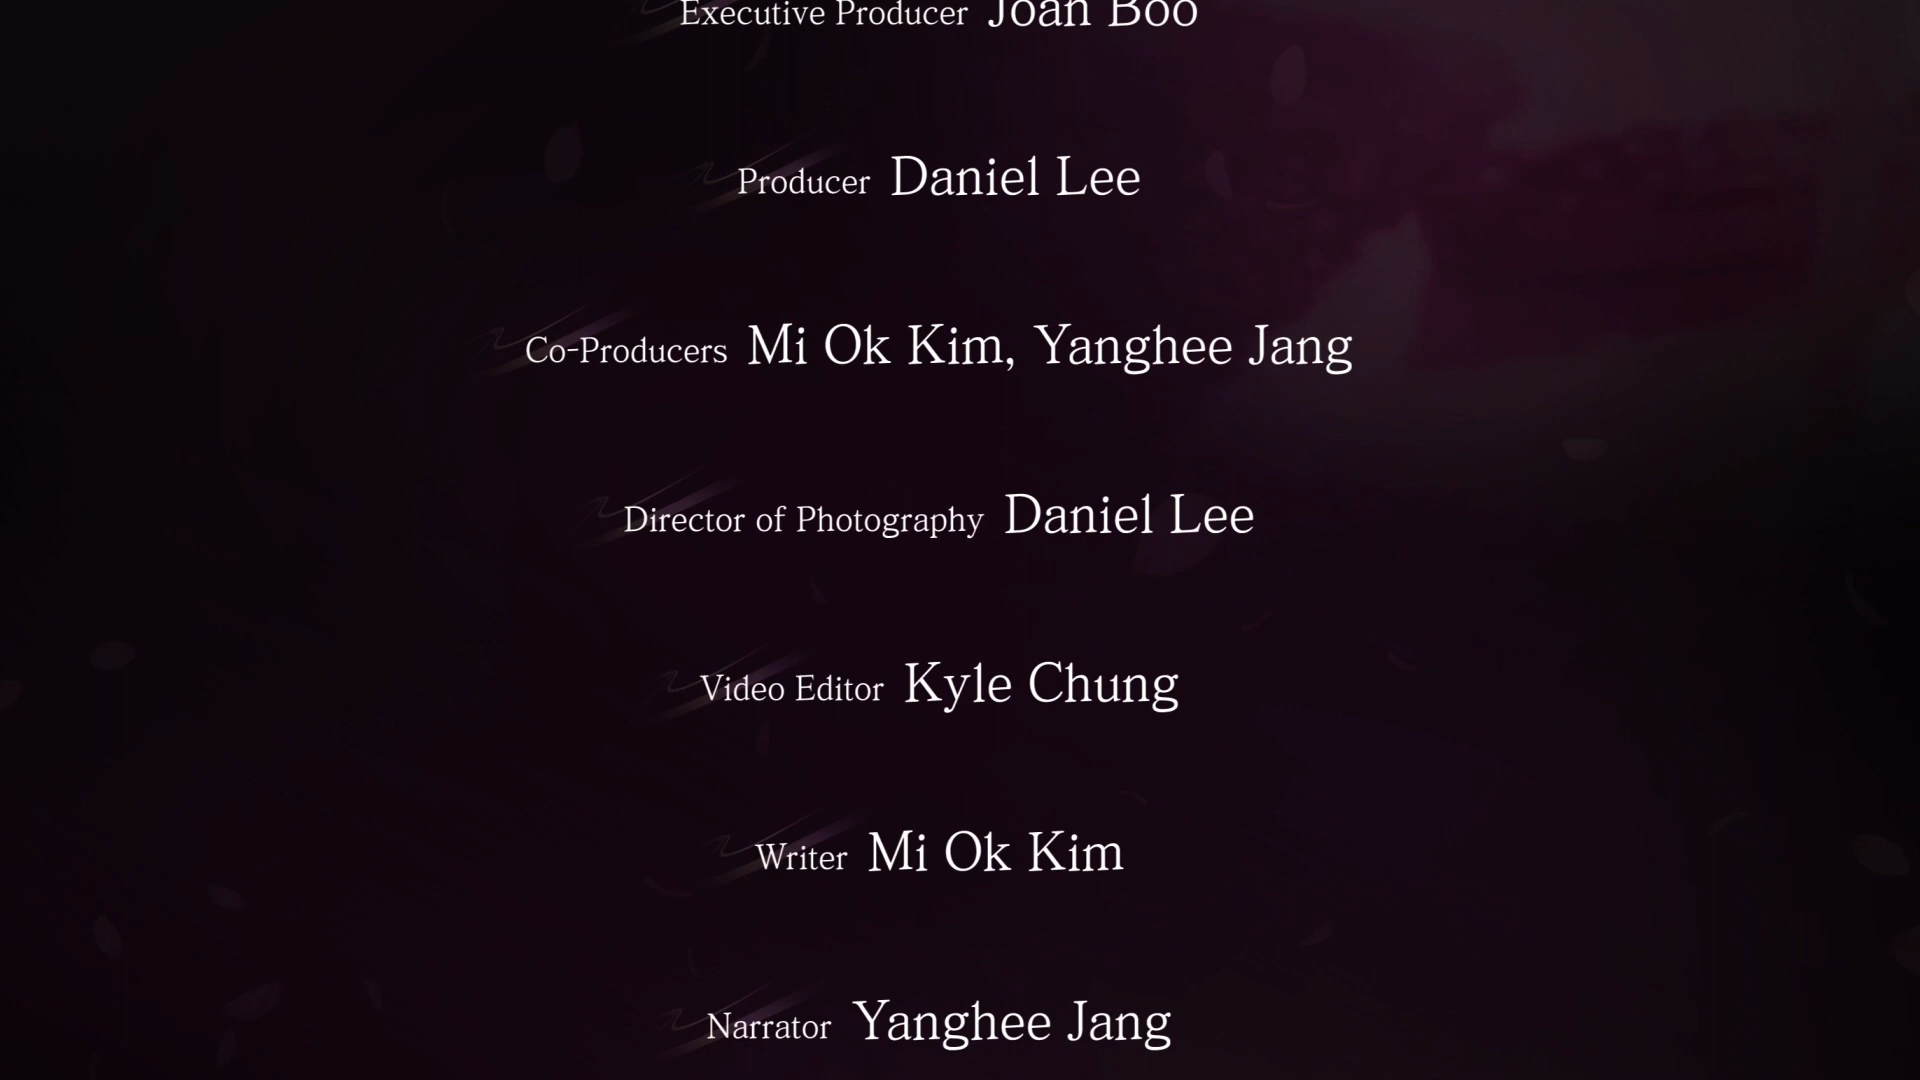 Executive Producer Joan Boo
Producer Daniel Lee
Co-Producers Mi Ok Kim, Yanghee Jang
Director of Photography Daniel Lee
Video Editor Kyle Chung
Writer Mi Ok Kim
Narrator Yanghee Jang